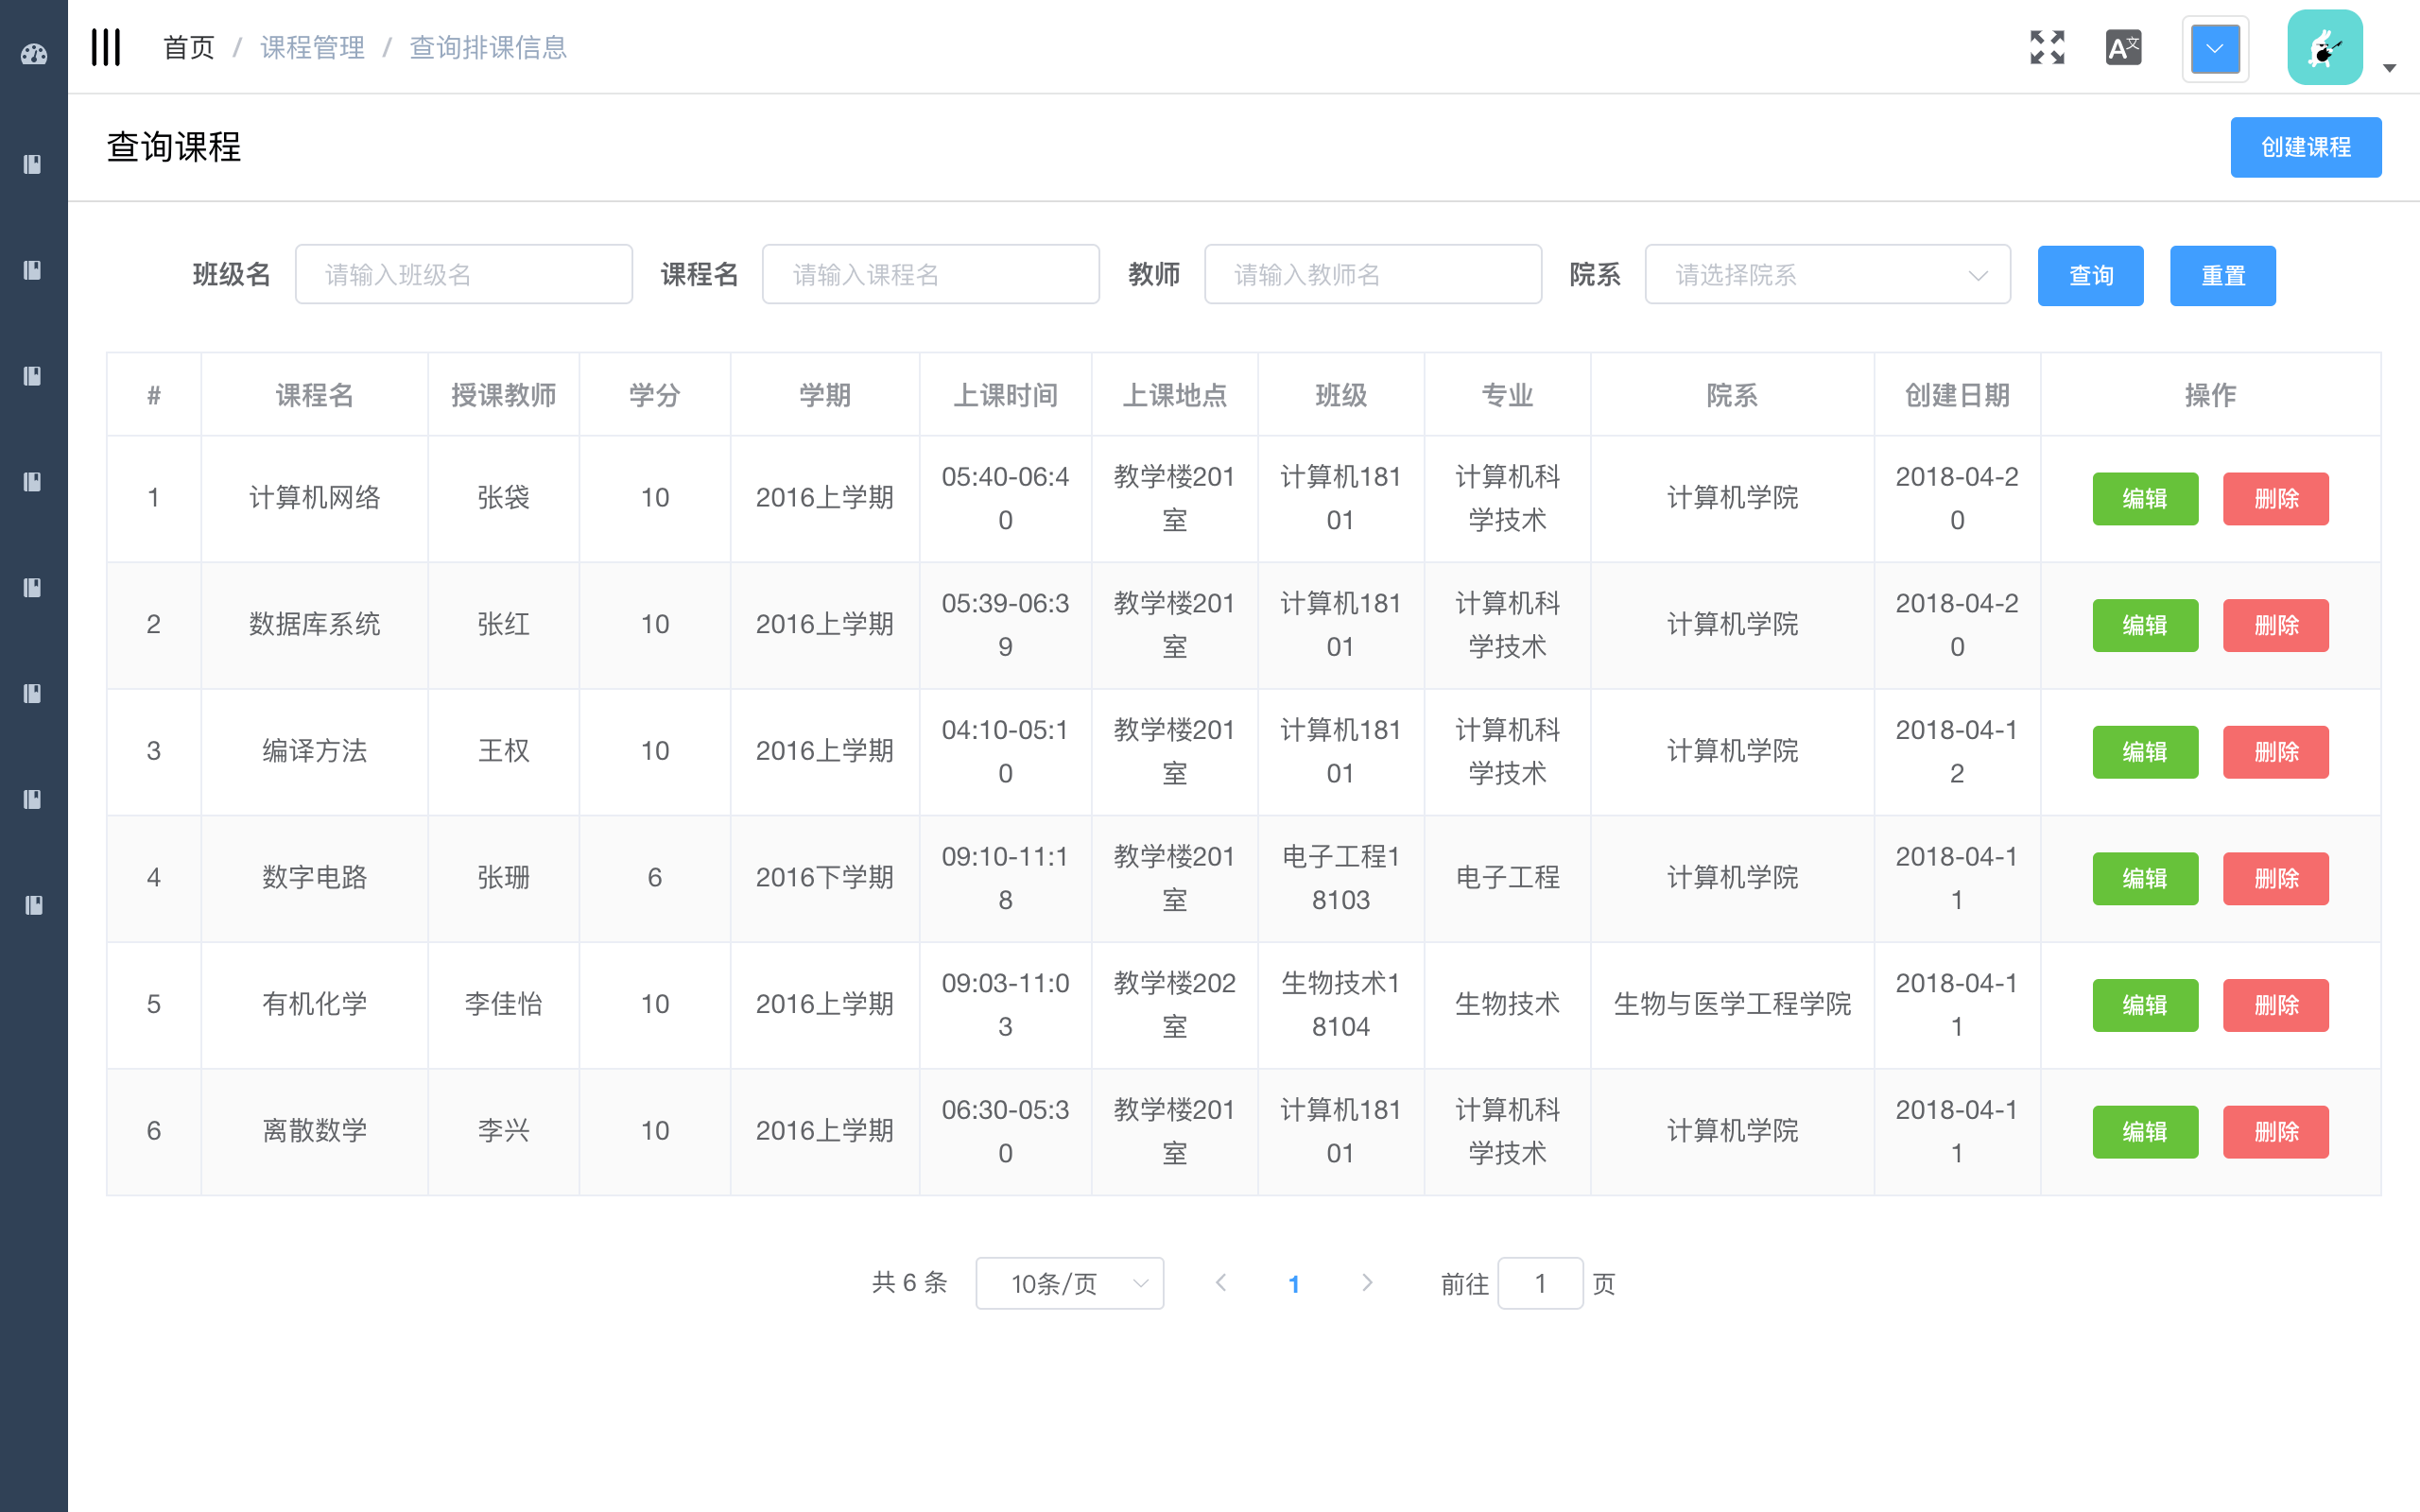 首页 / 课程管理 / 查询排课信息
查询课程
创建课程
班级名 请输入班级名 课程名 请输入课程名 教师 请输入教师名 院系 请选择院系 查询 重置
# 课程名 授课教师 学分 学期 上课时间 上课地点 班级 专业 院系 创建日期 操作
1 计算机网络 张袋 10 2016上学期 05:40-06:40 教学楼201室 计算机18101 计算机科学技术 计算机学院 2018-04-20 编辑 删除
2 数据库系统 张红 10 2016上学期 05:39-06:39 教学楼201室 计算机18101 计算机科学技术 计算机学院 2018-04-20 编辑 删除
3 编译方法 王权 10 2016上学期 04:10-05:10 教学楼201室 计算机18101 计算机科学技术 计算机学院 2018-04-12 编辑 删除
4 数字电路 张珊 6 2016下学期 09:10-11:18 教学楼201室 电子工程18103 电子工程 计算机学院 2018-04-11 编辑 删除
5 有机化学 李佳怡 10 2016上学期 09:03-11:03 教学楼202室 生物技术18104 生物技术 生物与医学工程学院 2018-04-11 编辑 删除
6 离散数学 李兴 10 2016上学期 06:30-05:30 教学楼201室 计算机18101 计算机科学技术 计算机学院 2018-04-11 编辑 删除
共 6 条 10条/页 1 前往 1 页